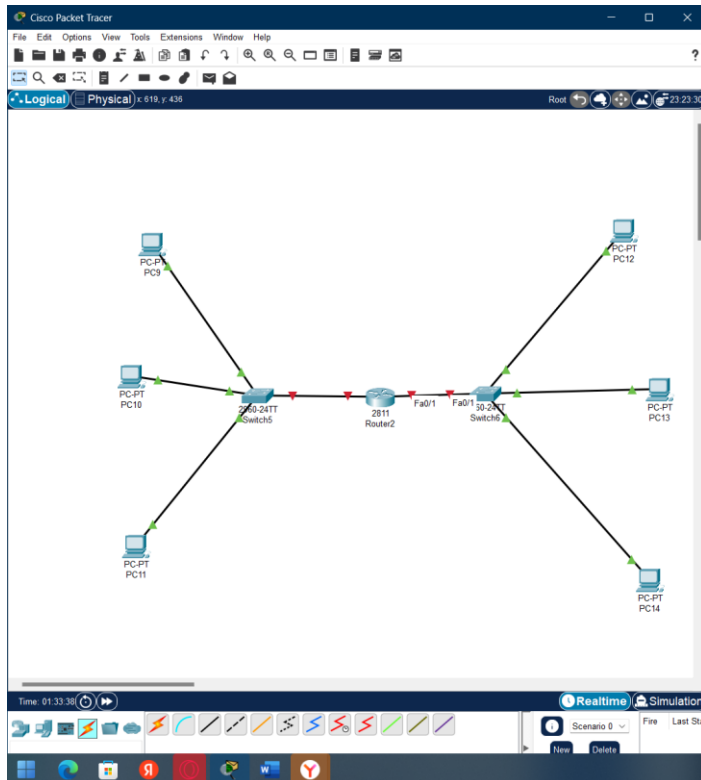 Cisco Packet Tracer
File Edit Options View Tools Extensions Window Help
?
Logical Physical x: 619, y: 436 Root 23:23:30
PC-PT
PC9
PC-PT
PC12
PC-PT
PC10
2960-24TT
Switch5
2811
Router2
Fa0/1
Fa0/1
50-24TT
Switch6
PC-PT
PC13
PC-PT
PC11
PC-PT
PC14
Time: 01:33:38 Realtime Simulation
Scenario 0 Fire Last Sta
New Delete
Я W Y